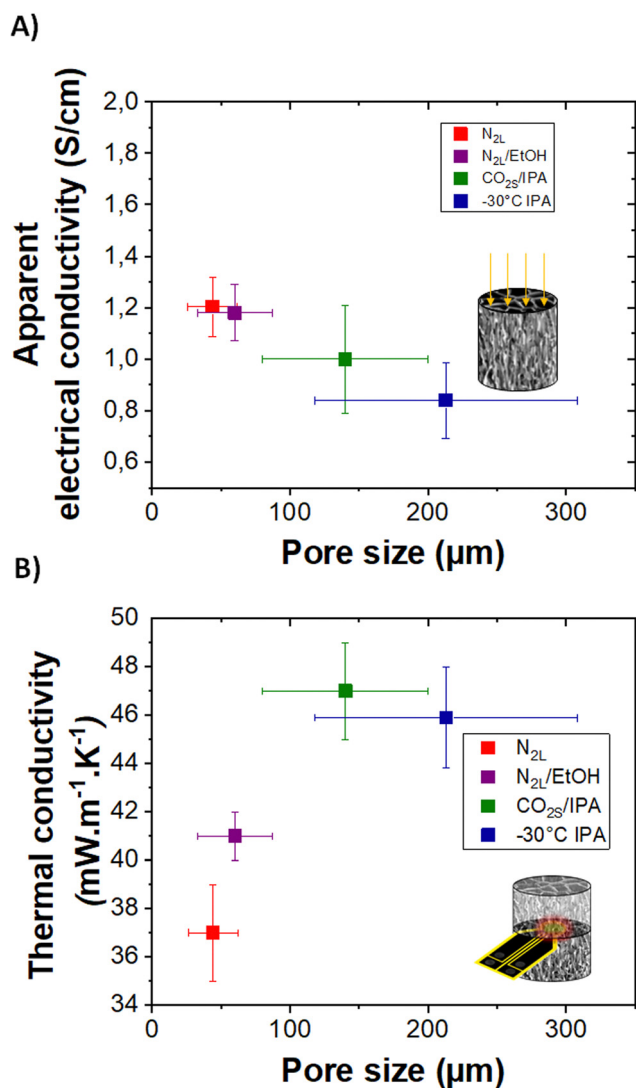 A)
Apparent
electrical conductivity (S/cm)
2,0
1,8
1,6
1,4
1,2
1,0
0,8
0,6
N2L
N2L/EtOH
CO2S/IPA
-30°C IPA
0
100
200
300
Pore size (µm)
B)
Thermal conductivity
(mW.m-1.K-1)
50
48
46
44
42
40
38
36
34
N2L
N2L/EtOH
CO2S/IPA
-30°C IPA
0
100
200
300
Pore size (µm)